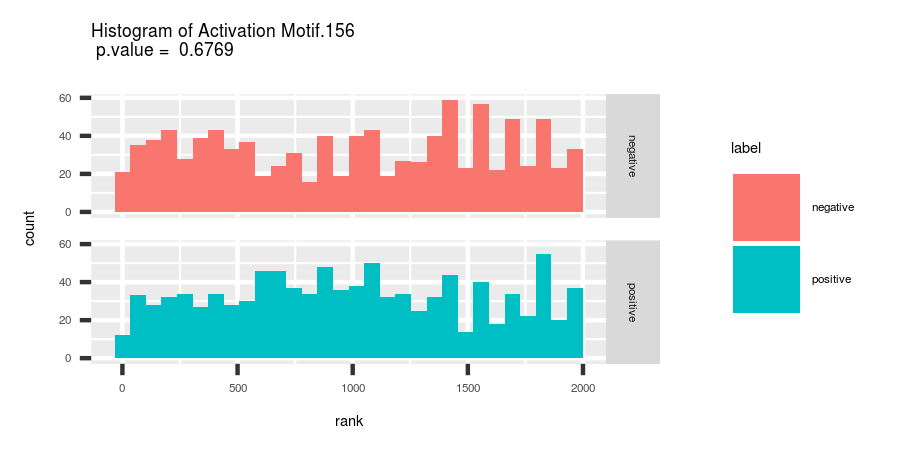 Histogram of Activation Motif.156
p.value = 0.6769
count
60
40
20
0
negative
60
40
20
0
positive
0
500
1000
1500
2000
rank
label
negative
positive